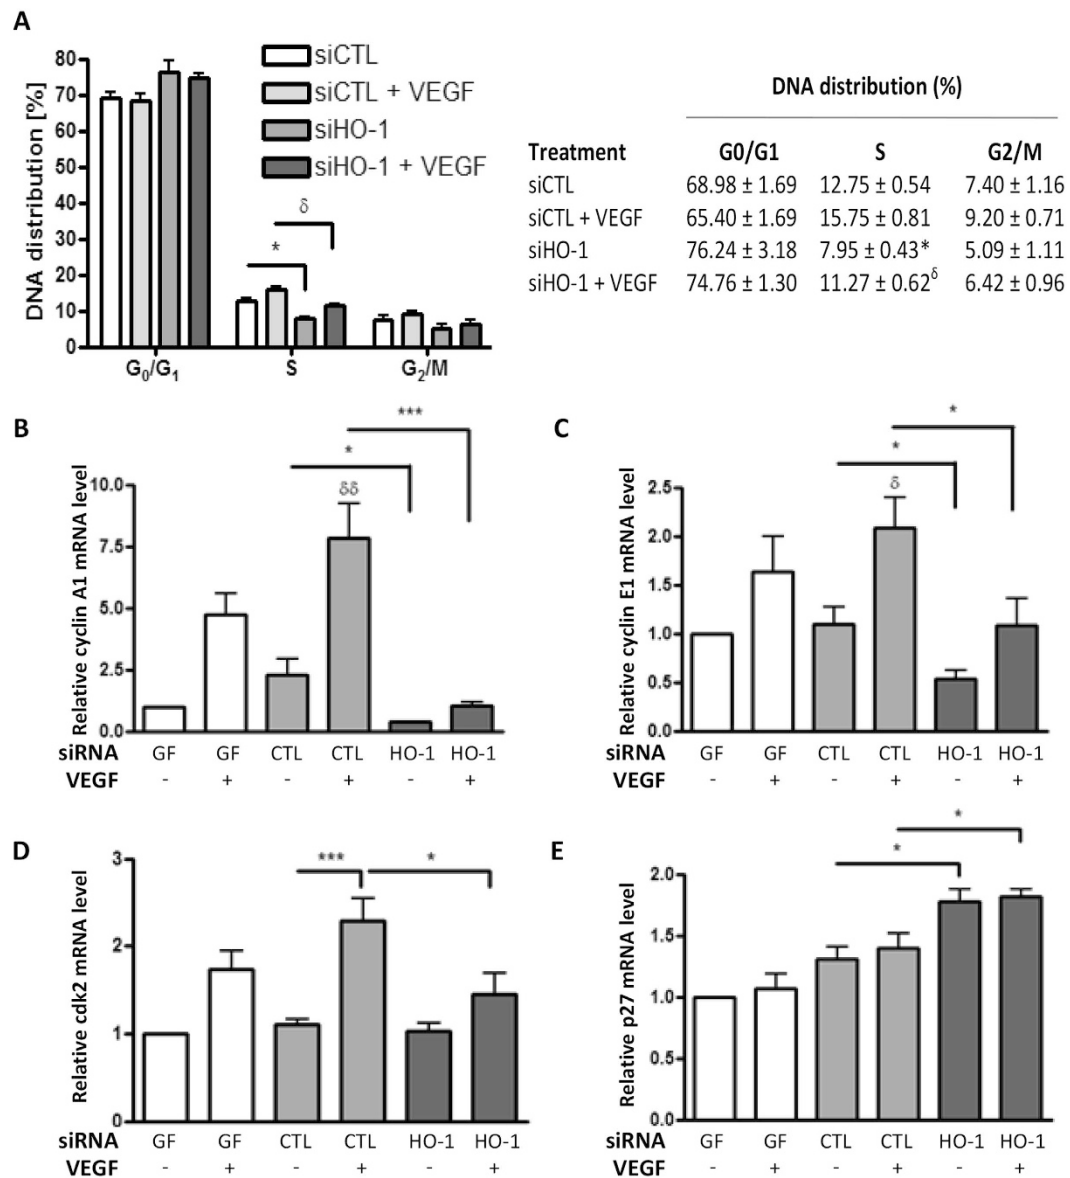 A
80
70
60
50
40
30
20
10
0
DNA distribution [%]
siCTL
siCTL + VEGF
siHO-1
siHO-1 + VEGF
δ
*
G0/G1 S G2/M
DNA distribution (%)
Treatment G0/G1 S G2/M
siCTL 68.98 ± 1.69 12.75 ± 0.54 7.40 ± 1.16
siCTL + VEGF 65.40 ± 1.69 15.75 ± 0.81 9.20 ± 0.71
siHO-1 76.24 ± 3.18 7.95 ± 0.43* 5.09 ± 1.11
siHO-1 + VEGF 74.76 ± 1.30 11.27 ± 0.62δ 6.42 ± 0.96
B
Relative cyclin A1 mRNA level
10.0
7.5
5.0
2.5
0.0
***
*
δδ
siRNA GF GF CTL CTL HO-1 HO-1
VEGF - + - + - +
C
Relative cyclin E1 mRNA level
2.5
2.0
1.5
1.0
0.5
0.0
*
*
δ
siRNA GF GF CTL CTL HO-1 HO-1
VEGF - + - + - +
D
Relative cdk2 mRNA level
3
2
1
0
*** *
siRNA GF GF CTL CTL HO-1 HO-1
VEGF - + - + - +
E
Relative p27 mRNA level
2.0
1.5
1.0
0.5
0.0
*
*
siRNA GF GF CTL CTL HO-1 HO-1
VEGF - + - + - +